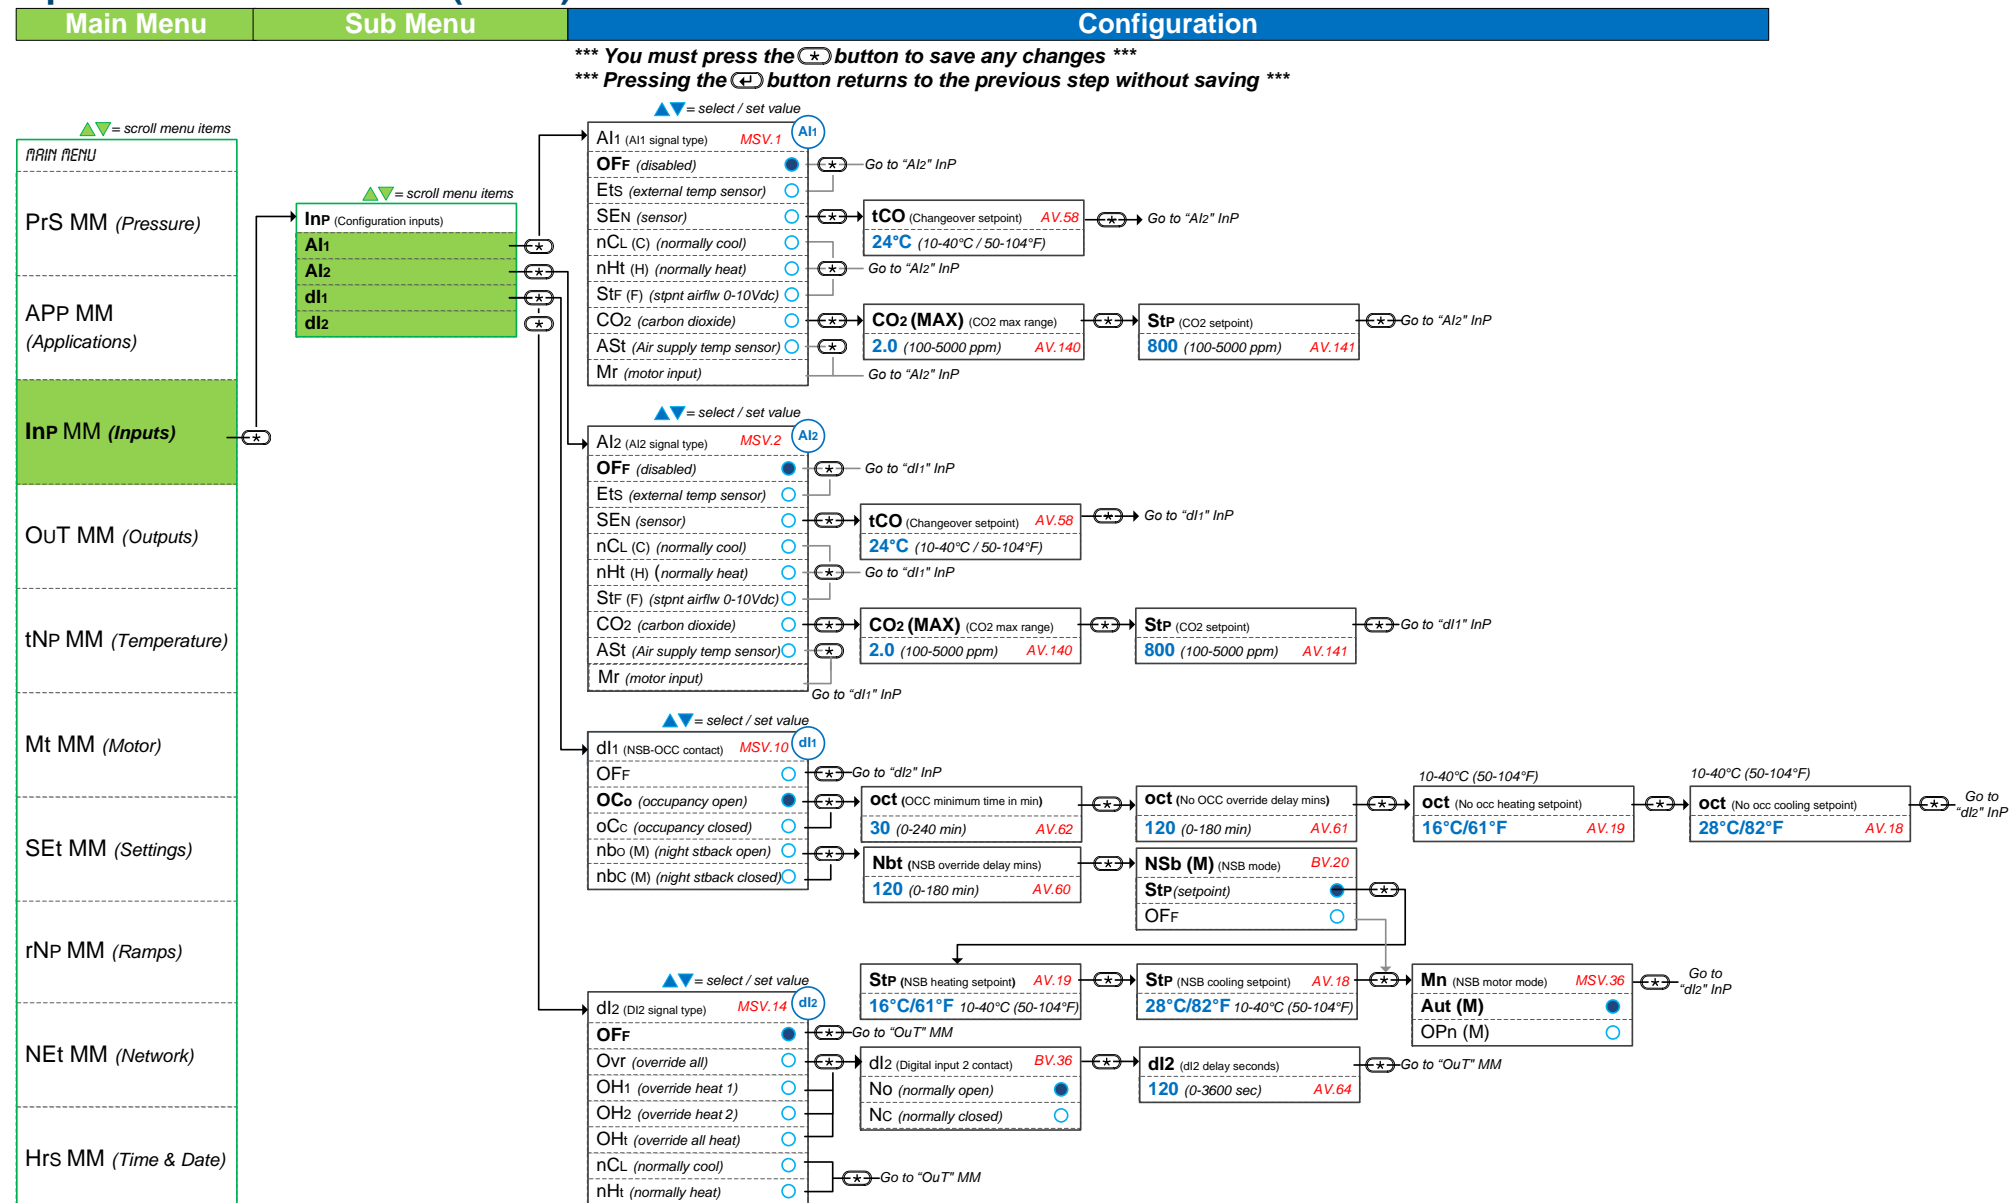 Main Menu
Sub Menu
Configuration
*** You must press the * button to save any changes ***
*** Pressing the ↵ button returns to the previous step without saving ***
▲▼= scroll menu items
MAIN MENU
PrS MM (Pressure)
APP MM
(Applications)
InP MM (Inputs)
OuT MM (Outputs)
tNP MM (Temperature)
Mt MM (Motor)
SEt MM (Settings)
rNP MM (Ramps)
NEt MM (Network)
HrS MM (Time & Date)
▲▼= scroll menu items
InP (Configuration inputs)
AI1
AI2
dI1
dI2
▲▼= select / set value
AI1 (AI1 signal type) MSV.1 AI1
OFF (disabled) * Go to "AI2" InP
Ets (external temp sensor)
SEN (sensor) * tCO (Changeover setpoint) AV.58 * Go to "AI2" InP
24°C (10-40°C / 50-104°F)
nCL (C) (normally cool)
nHt (H) (normally heat) * Go to "AI2" InP
StF (F) (stpnt airflw 0-10Vdc)
CO2 (carbon dioxide) * CO2 (MAX) (CO2 max range) * StP (CO2 setpoint) * Go to "AI2" InP
ASt (Air supply temp sensor) * 2.0 (100-5000 ppm) AV.140 800 (100-5000 ppm) AV.141
Mr (motor input) Go to "AI2" InP
▲▼= select / set value
AI2 (AI2 signal type) MSV.2 AI2
OFF (disabled) * Go to "dI1" InP
Ets (external temp sensor)
SEN (sensor) * tCO (Changeover setpoint) AV.58 * Go to "dI1" InP
24°C (10-40°C / 50-104°F)
nCL (C) (normally cool)
nHt (H) (normally heat) * Go to "dI1" InP
StF (F) (stpnt airflw 0-10Vdc)
CO2 (carbon dioxide) * CO2 (MAX) (CO2 max range) * StP (CO2 setpoint) * Go to "dI1" InP
ASt (Air supply temp sensor) * 2.0 (100-5000 ppm) AV.140 800 (100-5000 ppm) AV.141
Mr (motor input)
Go to "dI1" InP
▲▼= select / set value
dI1 (NSB-OCC contact) MSV.10 dI1
OFF * Go to "dI2" InP
OCo (occupancy open)
oCc (occupancy closed)
nbo (M) (night stback open)
nbC (M) (night stback closed)
oct (OCC minimum time in min)
30 (0-240 min) AV.62
oct (No OCC override delay mins)
120 (0-180 min) AV.61
10-40°C (50-104°F)
oct (No occ heating setpoint)
16°C/61°F AV.19
10-40°C (50-104°F)
oct (No occ cooling setpoint)
28°C/82°F AV.18
Go to
"dI2" InP
Nbt (NSB override delay mins)
120 (0-180 min) AV.60
NSb (M) (NSB mode) BV.20
StP(setpoint)
OFF
StP (NSB heating setpoint) AV.19
16°C/61°F 10-40°C (50-104°F)
StP (NSB cooling setpoint) AV.18
28°C/82°F 10-40°C (50-104°F)
Mn (NSB motor mode) MSV.36
Aut (M)
OPn (M)
Go to
"dI2" InP
▲▼= select / set value
dI2 (DI2 signal type) MSV.14 dI2
OFF * Go to "OuT" MM
Ovr (override all)
OH1 (override heat 1)
OH2 (override heat 2)
OHt (override all heat)
nCL (normally cool)
nHt (normally heat)
Go to "OuT" MM
dI2 (Digital input 2 contact) BV.36
No (normally open)
NC (normally closed)
dI2 (dI2 delay seconds)
120 (0-3600 sec) AV.64
Go to "OuT" MM